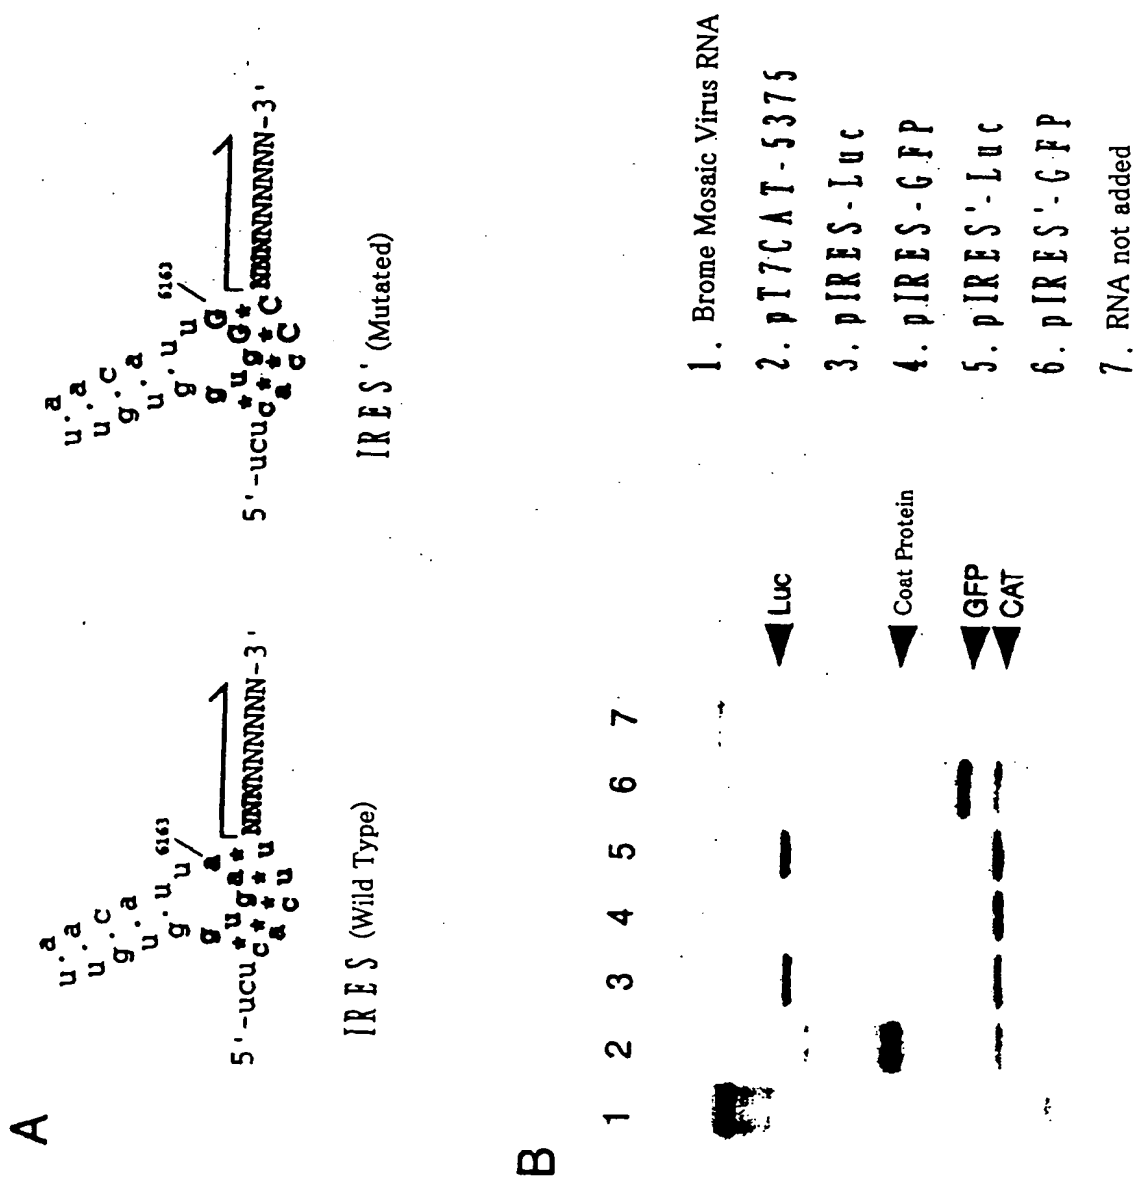 A
u·a
u·a
g·c
u·a
g·u
u
6163
g a
u g a *
5'-ucu
NNNNNNNNN-3'
c * * * u
a c u
IRES (Wild Type)
u·a
u·a
g·c
u·a
g·u
u
6163
g G
u g G *
5'-ucu
NNNNNNNNN-3'
c * * * C
a c C
IRES' (Mutated)
B
1 2 3 4 5 6 7
Luc
Coat Protein
GFP
CAT
1. Brome Mosaic Virus RNA
2. pT7CAT-5375
3. pIRES-Luc
4. pIRES-GFP
5. pIRES'-Luc
6. pIRES'-GFP
7. RNA not added